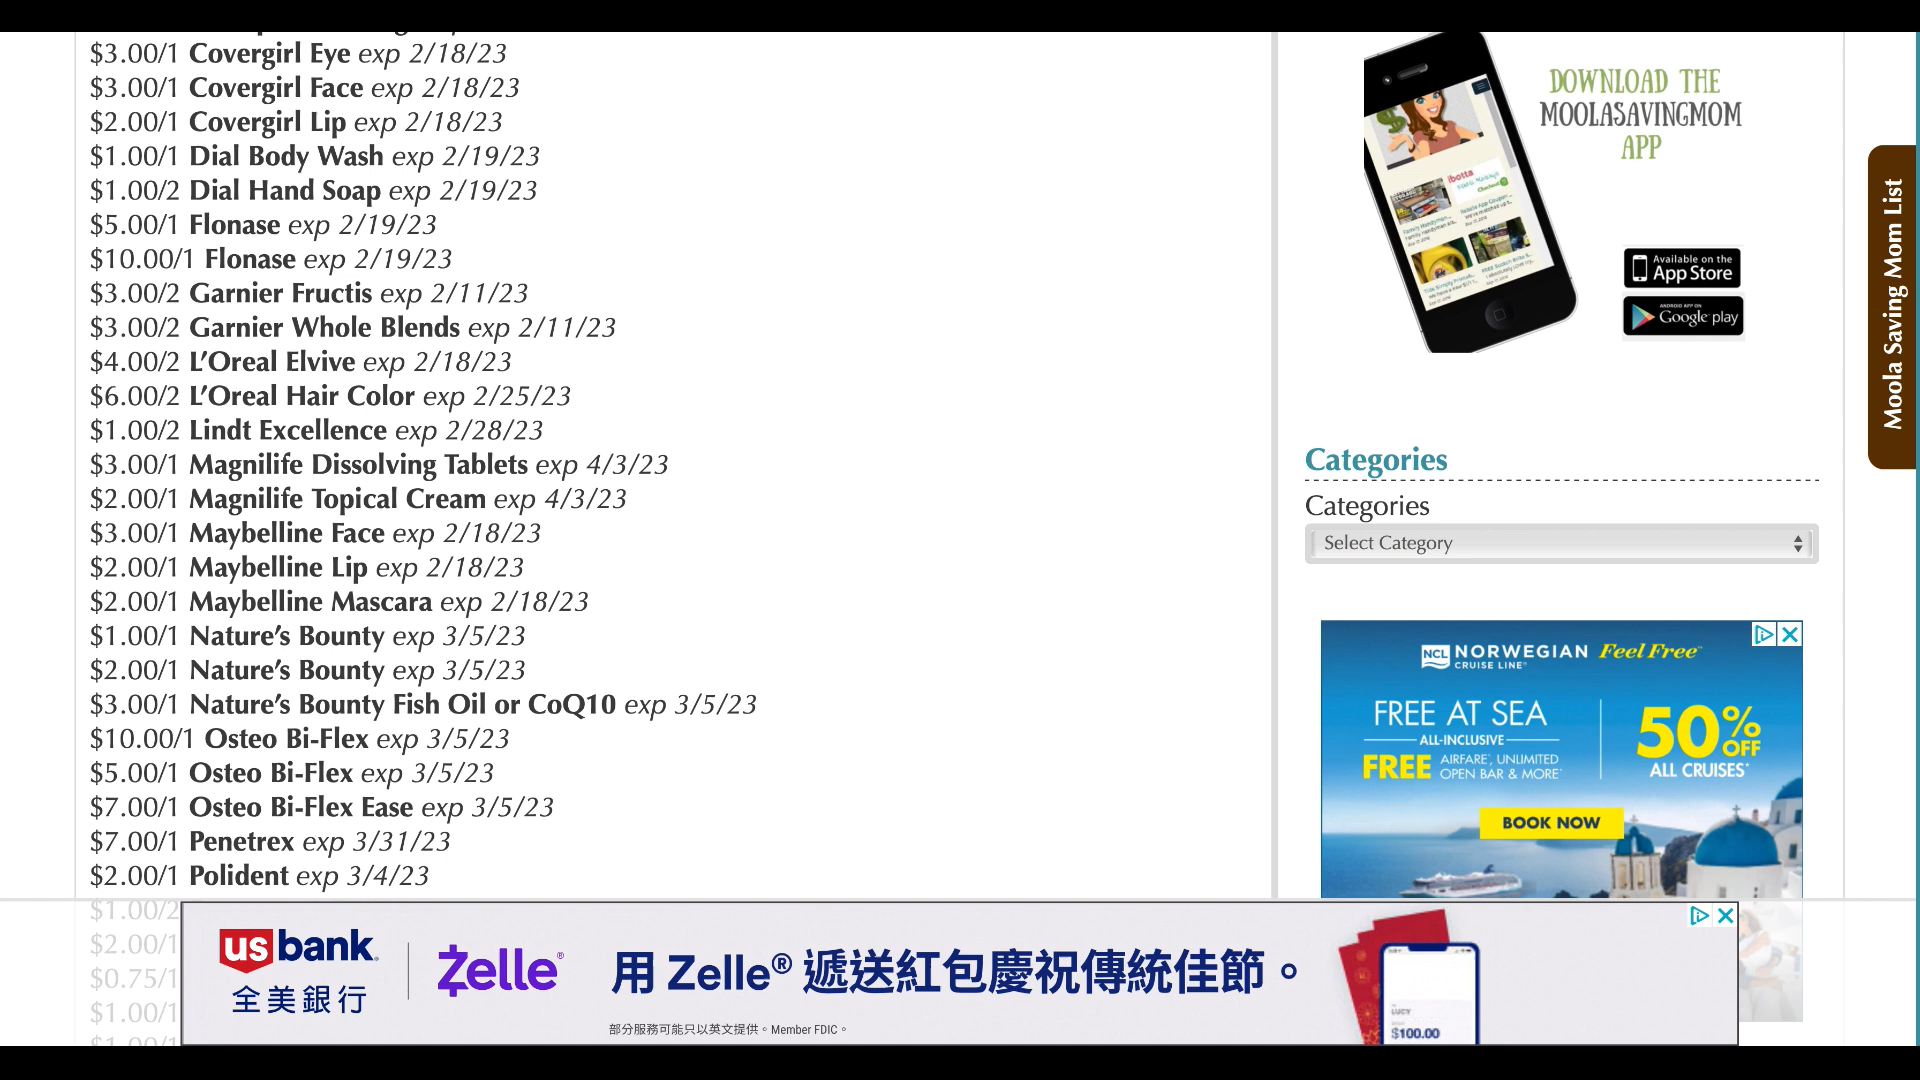 $3.00/1 Covergirl Eye exp 2/18/23
$3.00/1 Covergirl Face exp 2/18/23
$2.00/1 Covergirl Lip exp 2/18/23
$1.00/1 Dial Body Wash exp 2/19/23
$1.00/2 Dial Hand Soap exp 2/19/23
$5.00/1 Flonase exp 2/19/23
$10.00/1 Flonase exp 2/19/23
$3.00/2 Garnier Fructis exp 2/11/23
$3.00/2 Garnier Whole Blends exp 2/11/23
$4.00/2 L’Oreal Elvive exp 2/18/23
$6.00/2 L’Oreal Hair Color exp 2/25/23
$1.00/2 Lindt Excellence exp 2/28/23
$3.00/1 Magnilife Dissolving Tablets exp 4/3/23
$2.00/1 Magnilife Topical Cream exp 4/3/23
$3.00/1 Maybelline Face exp 2/18/23
$2.00/1 Maybelline Lip exp 2/18/23
$2.00/1 Maybelline Mascara exp 2/18/23
$1.00/1 Nature’s Bounty exp 3/5/23
$2.00/1 Nature’s Bounty exp 3/5/23
$3.00/1 Nature’s Bounty Fish Oil or CoQ10 exp 3/5/23
$10.00/1 Osteo Bi-Flex exp 3/5/23
$5.00/1 Osteo Bi-Flex exp 3/5/23
$7.00/1 Osteo Bi-Flex Ease exp 3/5/23
$7.00/1 Penetrex exp 3/31/23
$2.00/1 Polident exp 3/4/23
$1.00/2
$2.00/1
$0.75/1
$1.00/1
DOWNLOAD THE
MOOLASAVINGMOM
APP
ibotta
Available on the
App Store
ANDROID APP ON
Google play
Moola Saving Mom List
Categories
Categories
Select Category
NCL NORWEGIAN Feel Free™
CRUISE LINE®
FREE AT SEA
ALL-INCLUSIVE
FREE AIRFARE*, UNLIMITED
OPEN BAR & MORE*
50% OFF
ALL CRUISES*
BOOK NOW
us bank®
全美銀行
Zelle®
用 Zelle® 遞送紅包慶祝傳統佳節。
部分服務可能只以英文提供。Member FDIC。
LUCY
$100.00